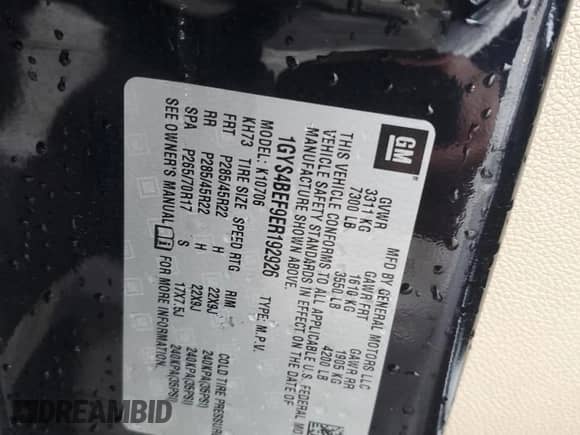 GM
MFD BY GENERAL MOTORS LLC
GVWR GAWR FRT GAWR RR
3311 KG 1610 KG 1905 KG
7300 LB 3550 LB 4200 LB
THIS VEHICLE CONFORMS TO ALL APPLICABLE U.S. FEDERAL
VEHICLE SAFETY STANDARDS IN EFFECT ON THE DATE OF
MANUFACTURE SHOWN ABOVE.
1GYS4BEF9ER192926 TYPE: M.P.V.
MODEL: K10706
KH73 TIRE SIZE SPEED RTG RIM COLD TIRE PRESSURE
FRT P285/45R22 H 22X9J 240KPA(35PSI)
RR P285/45R22 H 22X9J 240KPA(35PSI)
SPA P265/70R17 S 17X7.5J 240KPA(35PSI)
SEE OWNER'S MANUAL FOR MORE INFORMATION.
DREAMBID